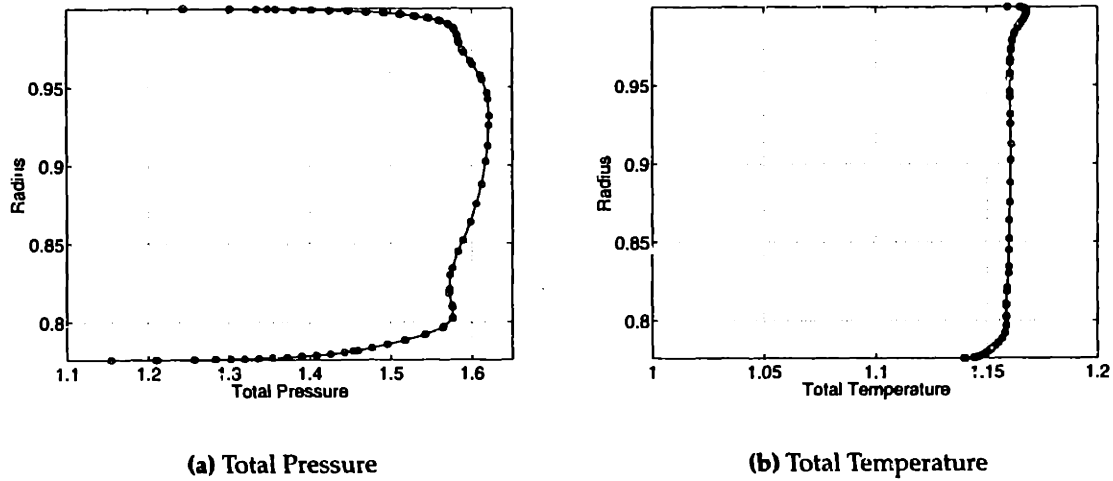 0.95
0.9
0.85
0.8
Radius
1.1 1.2 1.3 1.4 1.5 1.6
Total Pressure
(a) Total Pressure
0.95
0.9
0.85
0.8
Radius
1 1.05 1.1 1.15 1.2
Total Temperature
(b) Total Temperature